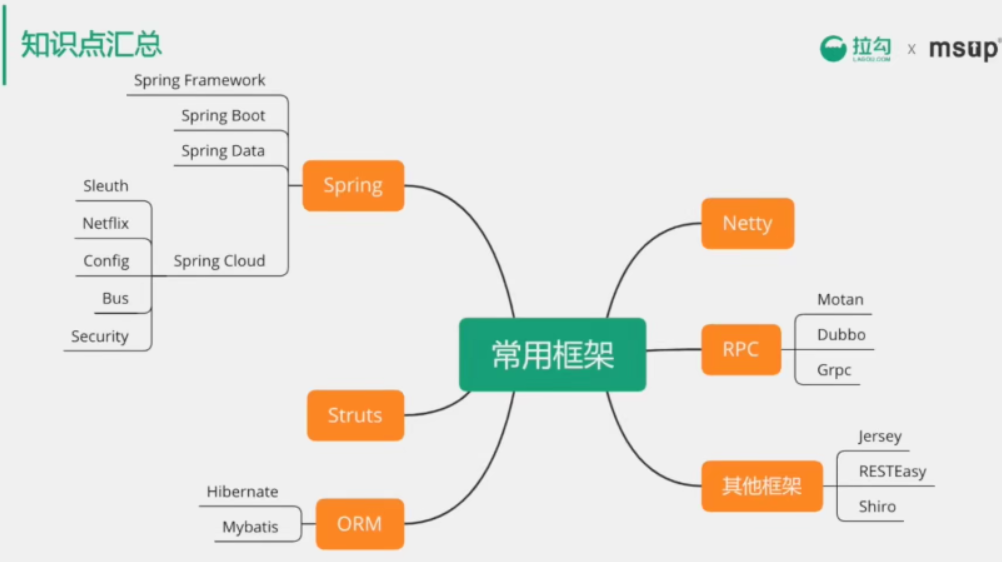 知识点汇总
拉勾
LAGOU.COM
x
msup®
Spring Framework
Spring Boot
Spring Data
Spring Cloud
Sleuth
Netflix
Config
Bus
Security
Spring
Struts
Hibernate
Mybatis
ORM
常用框架
Netty
RPC
Motan
Dubbo
Grpc
其他框架
Jersey
RESTEasy
Shiro